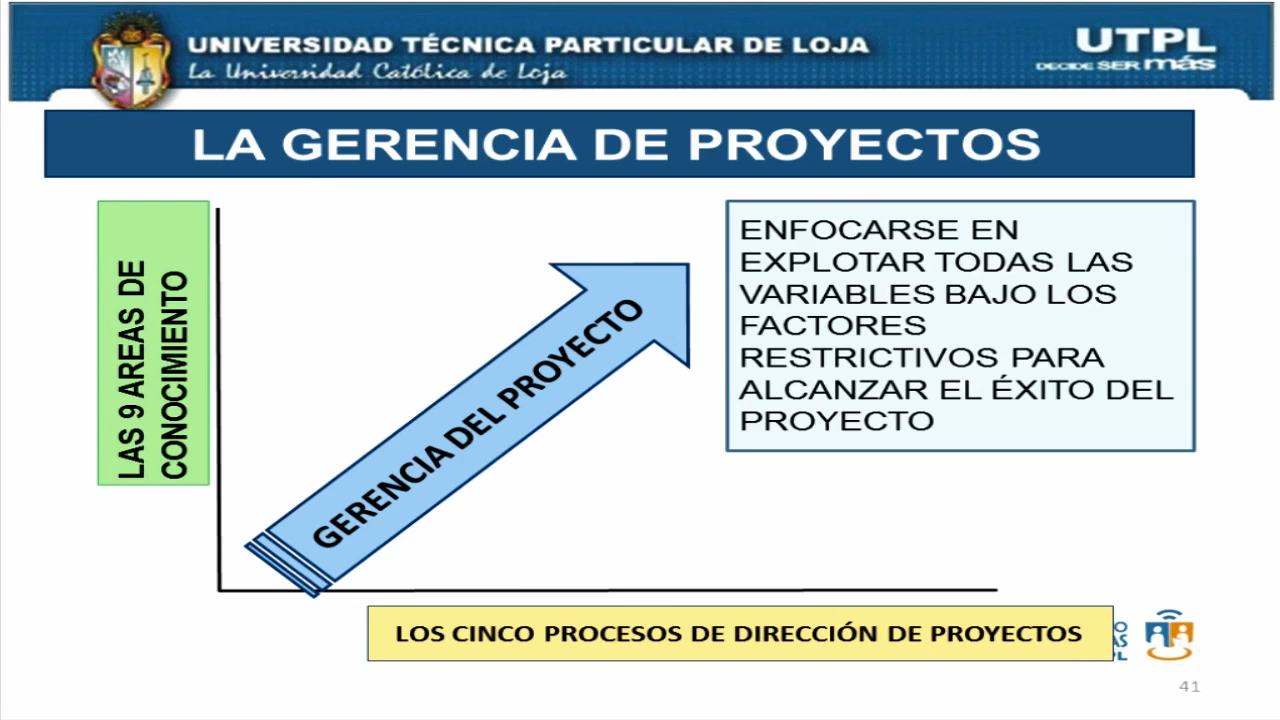 UNIVERSIDAD TÉCNICA PARTICULAR DE LOJA
La Universidad Católica de Loja
UTPL
DECIDE SER más
LA GERENCIA DE PROYECTOS
LAS 9 AREAS DE
CONOCIMIENTO
GERENCIA DEL PROYECTO
ENFOCARSE EN
EXPLOTAR TODAS LAS
VARIABLES BAJO LOS
FACTORES
RESTRICTIVOS PARA
ALCANZAR EL ÉXITO DEL
PROYECTO
LOS CINCO PROCESOS DE DIRECCIÓN DE PROYECTOS
41